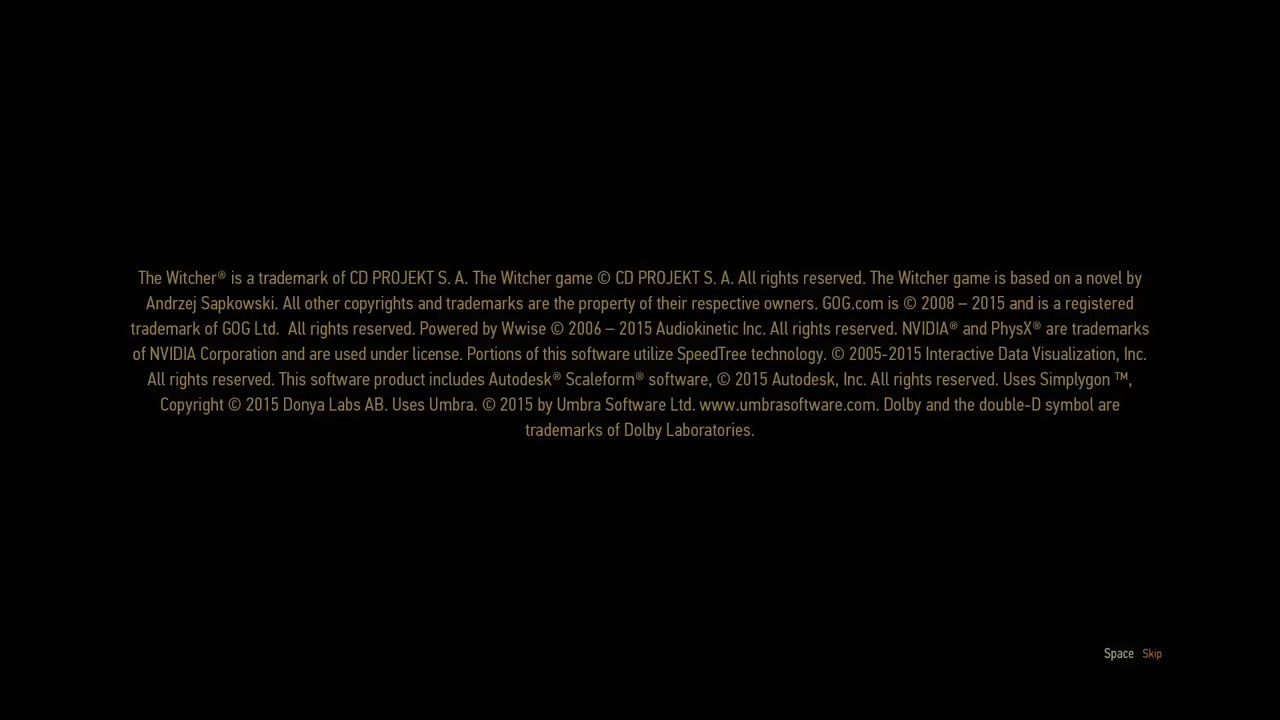 The Witcher® is a trademark of CD PROJEKT S. A. The Witcher game © CD PROJEKT S. A. All rights reserved. The Witcher game is based on a novel by
Andrzej Sapkowski. All other copyrights and trademarks are the property of their respective owners. GOG.com is © 2008 – 2015 and is a registered
trademark of GOG Ltd.  All rights reserved. Powered by Wwise © 2006 – 2015 Audiokinetic Inc. All rights reserved. NVIDIA® and PhysX® are trademarks
of NVIDIA Corporation and are used under license. Portions of this software utilize SpeedTree technology. © 2005-2015 Interactive Data Visualization, Inc.
All rights reserved. This software product includes Autodesk® Scaleform® software, © 2015 Autodesk, Inc. All rights reserved. Uses Simplygon ™,
Copyright © 2015 Donya Labs AB. Uses Umbra. © 2015 by Umbra Software Ltd. www.umbrasoftware.com. Dolby and the double-D symbol are
trademarks of Dolby Laboratories.
Space Skip